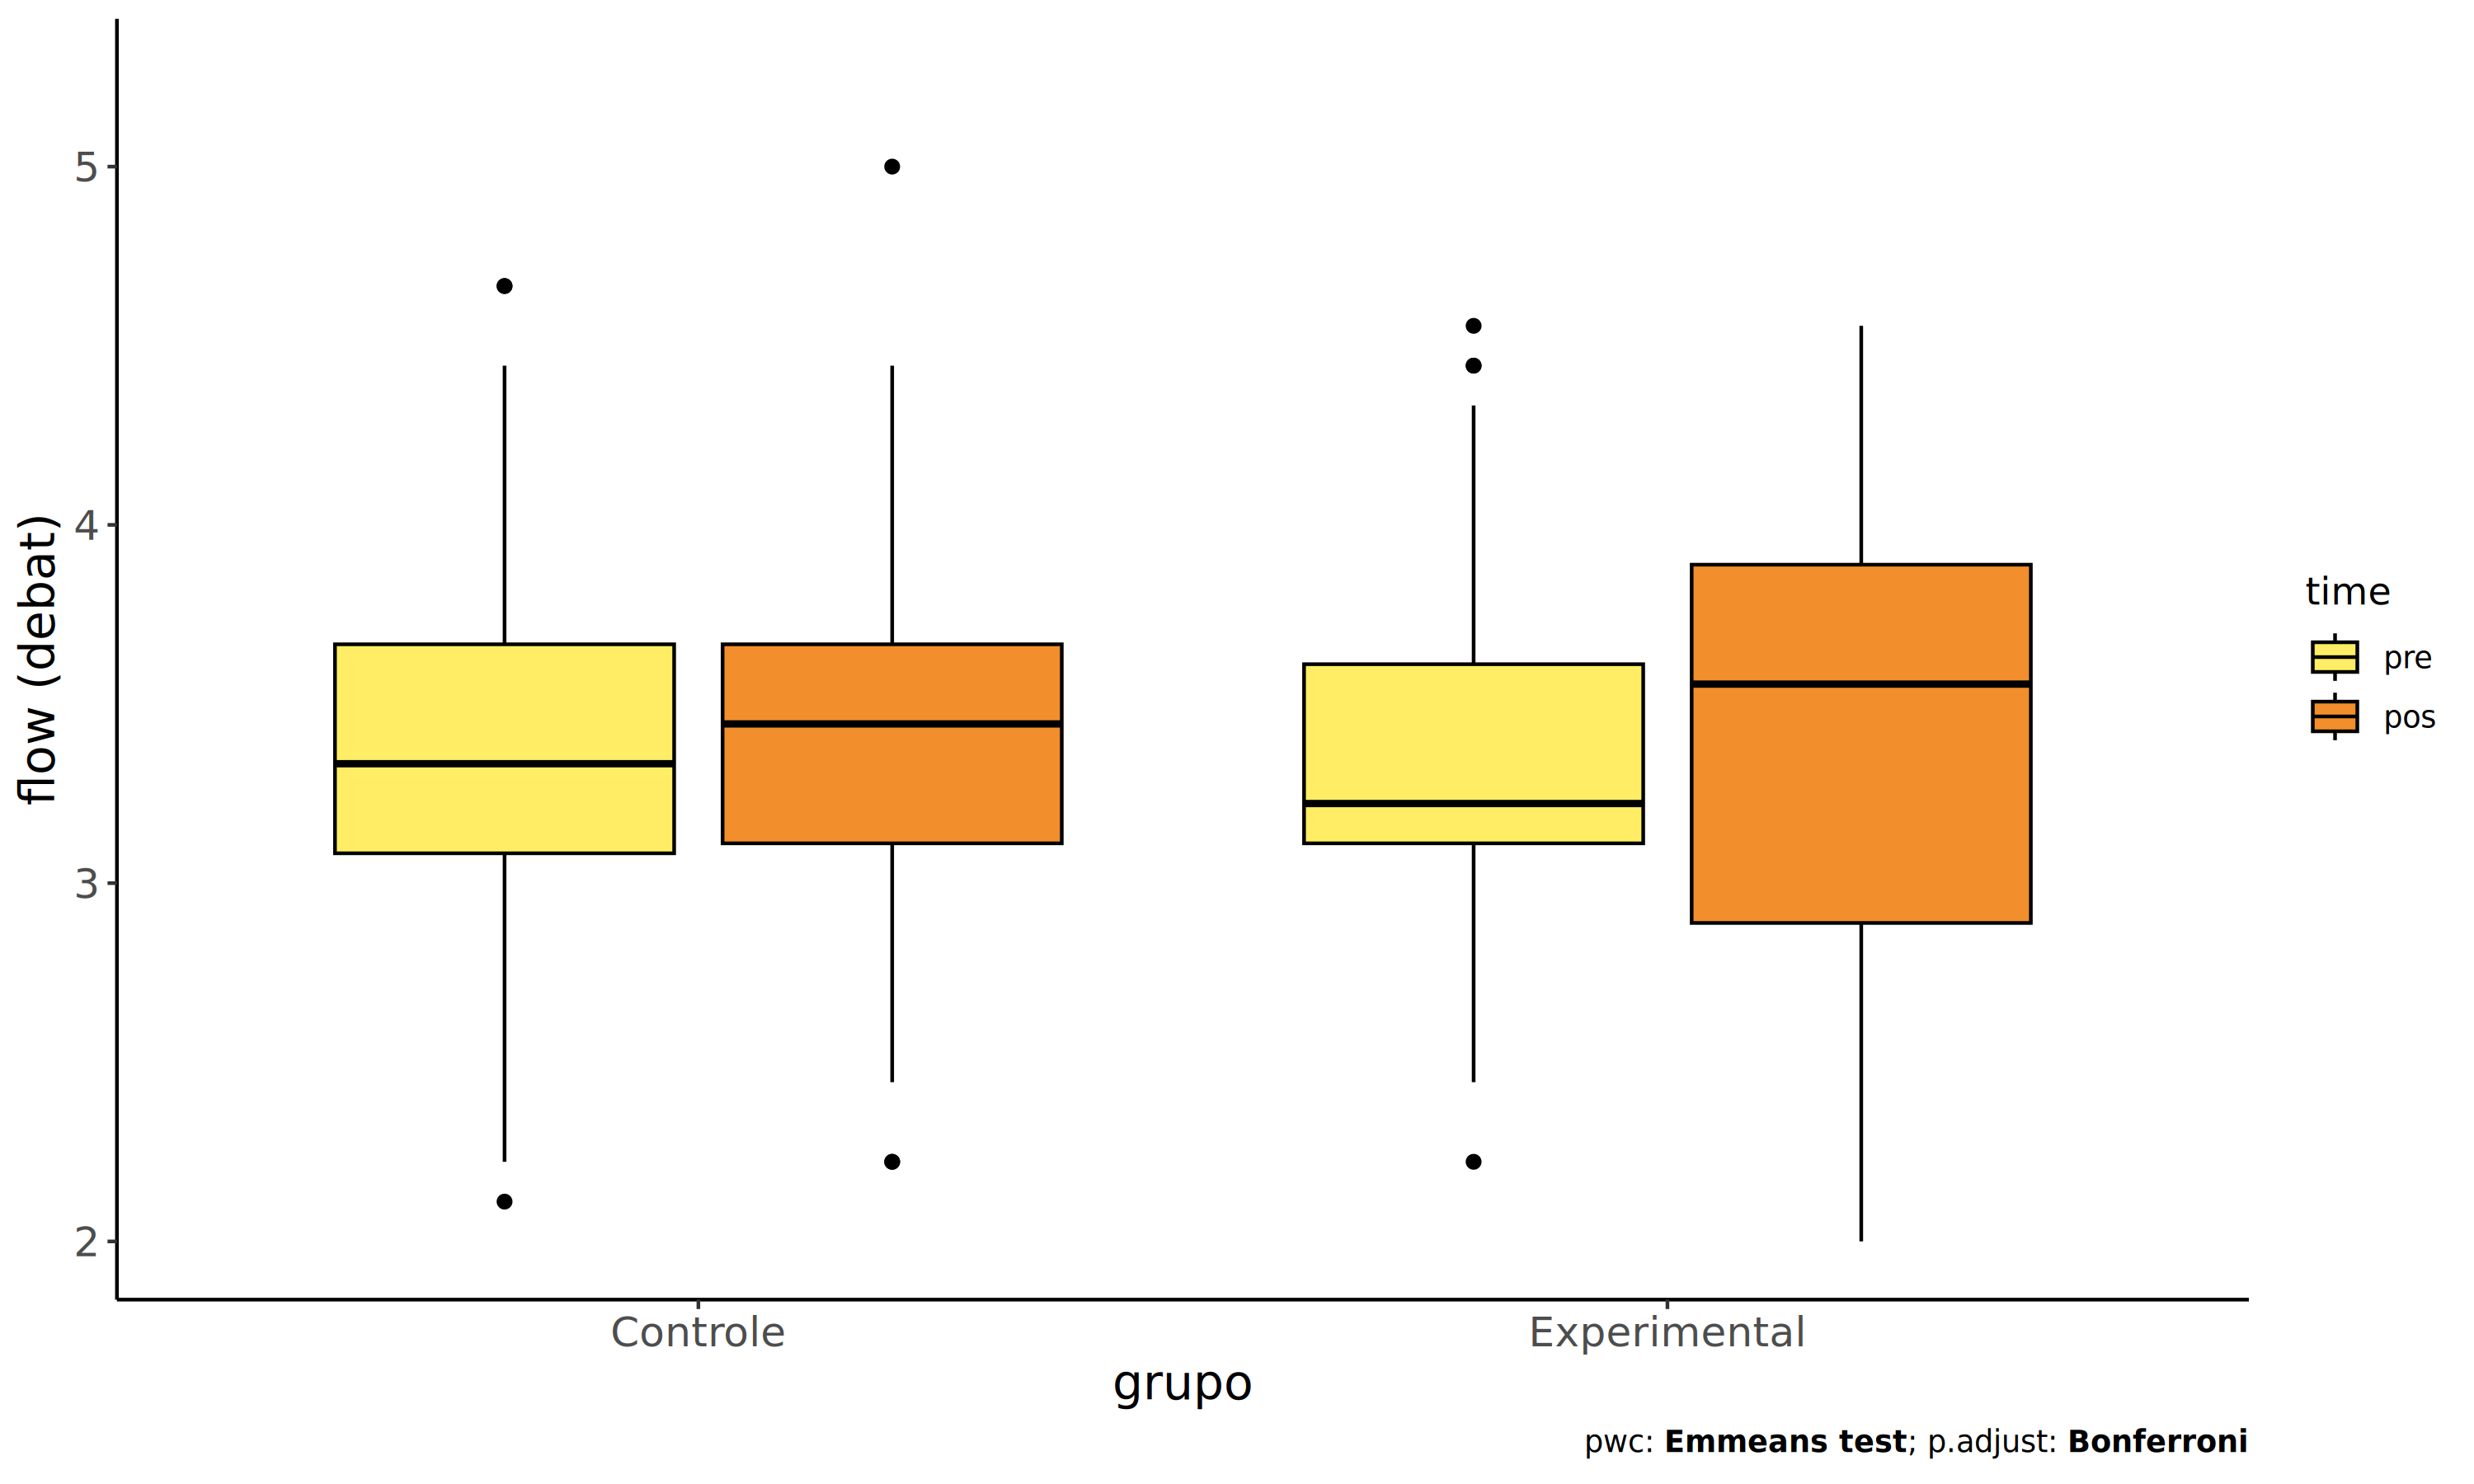 flow (debat)
5
4
3
2
Controle
Experimental
grupo
time
pre
pos
pwc: Emmeans test; p.adjust: Bonferroni